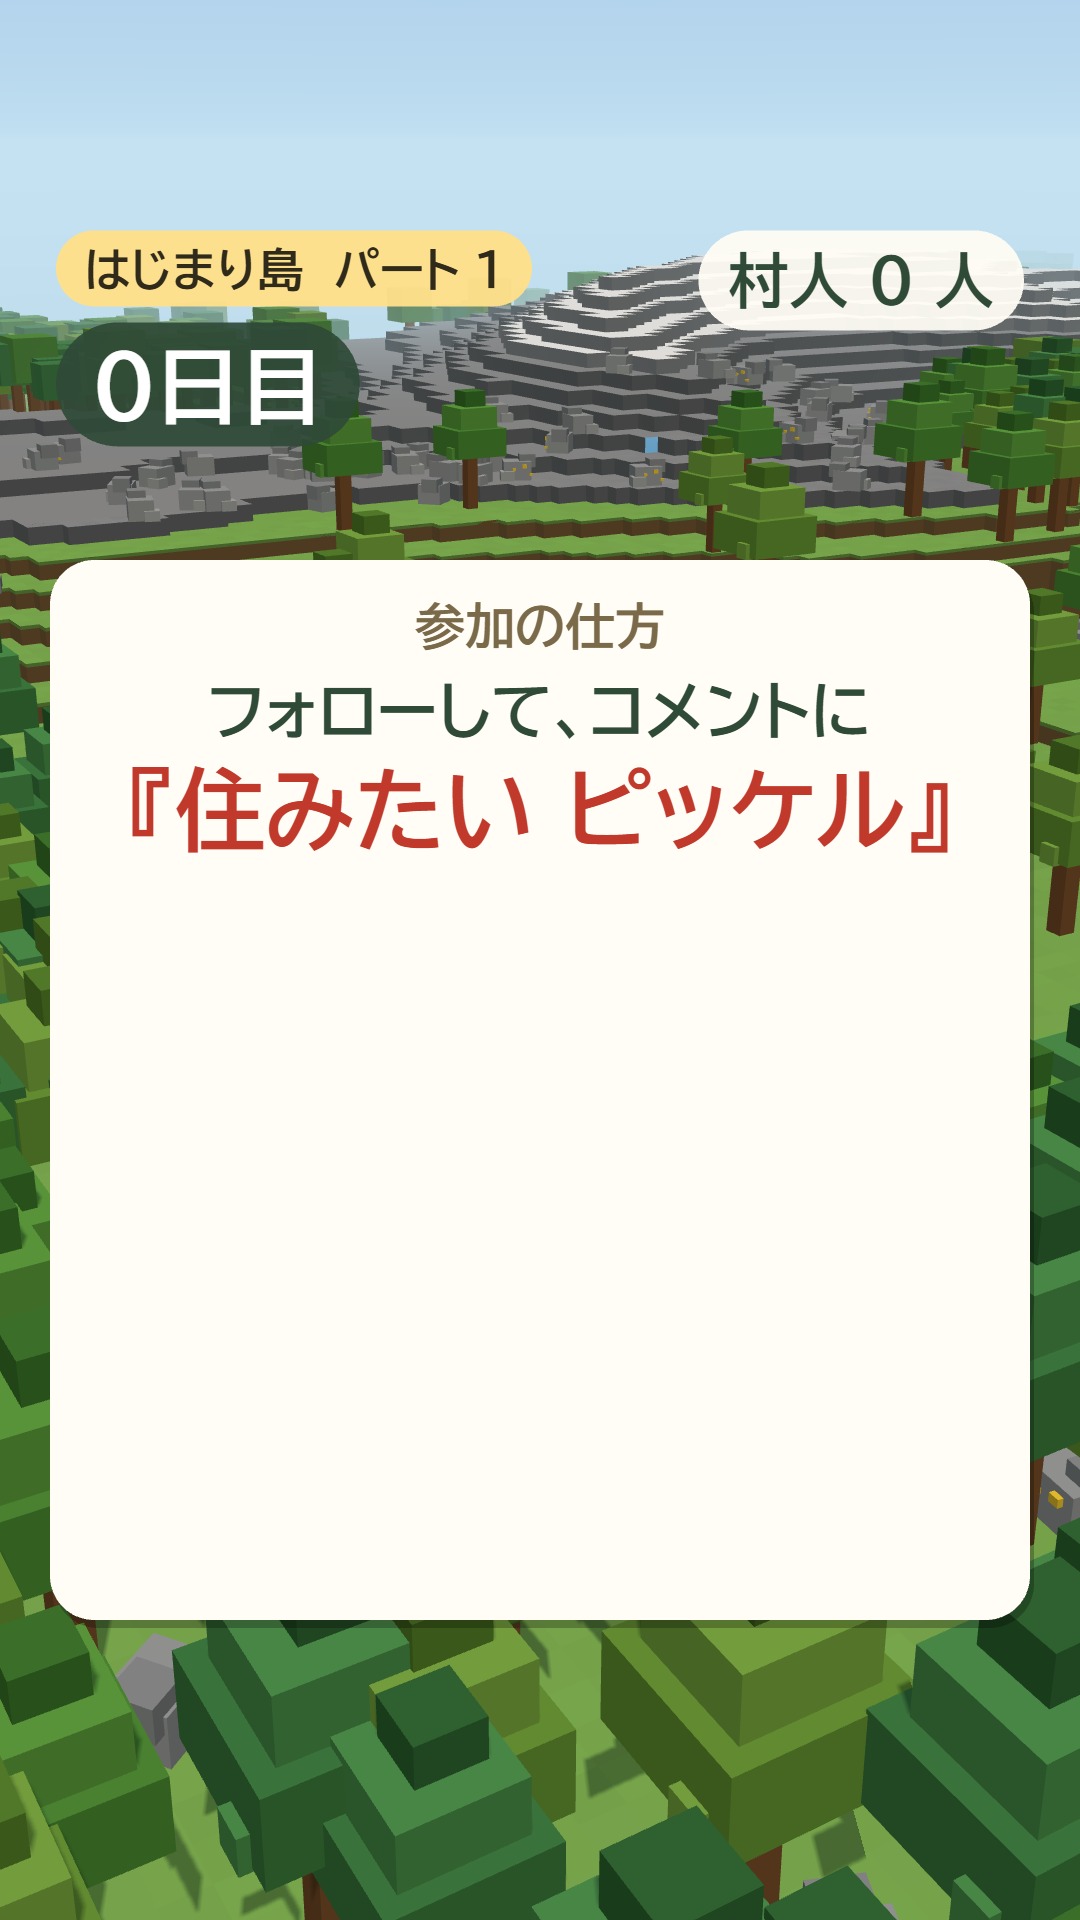 はじまり島 パート 1
村人 0 人
0日目
参加の仕方
フォローして、コメントに
『住みたい ピッケル』